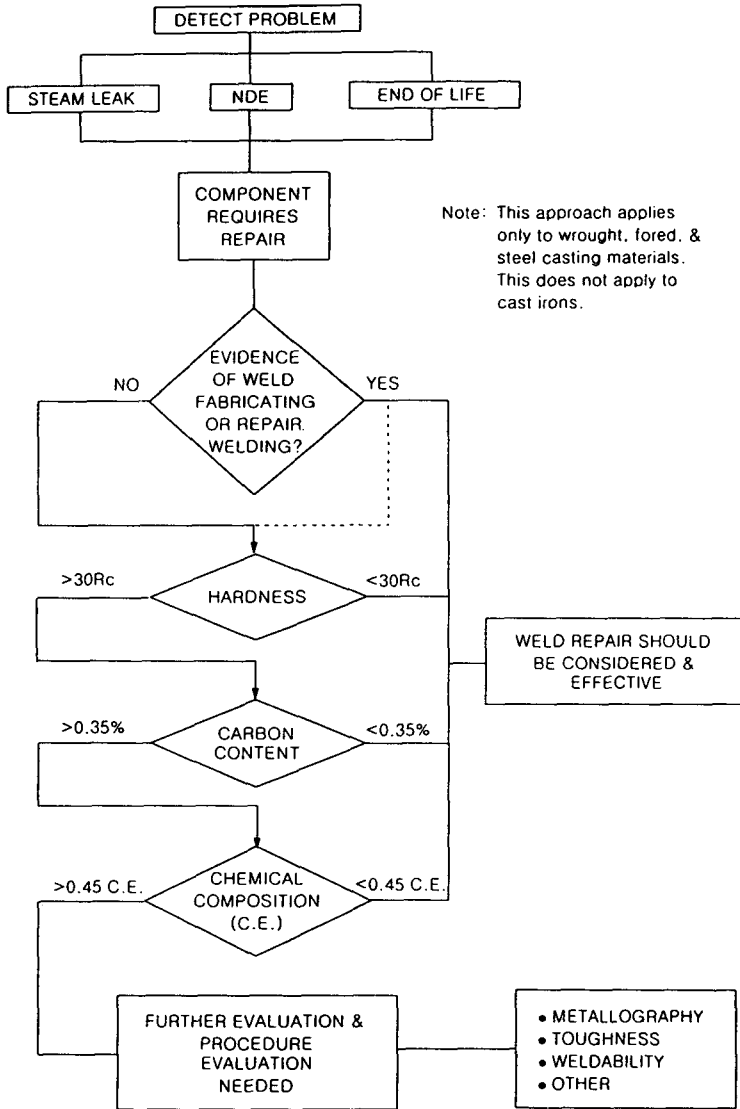 DETECT PROBLEM
STEAM LEAK
NDE
END OF LIFE
COMPONENT
REQUIRES
REPAIR
Note: This approach applies
only to wrought, fored, &
steel casting materials.
This does not apply to
cast irons.
EVIDENCE
OF WELD
FABRICATING
OR REPAIR
WELDING?
NO
YES
>30Rc
HARDNESS
<30Rc
WELD REPAIR SHOULD
BE CONSIDERED &
EFFECTIVE
>0.35%
CARBON
CONTENT
<0.35%
>0.45 C.E.
CHEMICAL
COMPOSITION
(C.E.)
<0.45 C.E.
FURTHER EVALUATION &
PROCEDURE
EVALUATION
NEEDED
• METALLOGRAPHY
• TOUGHNESS
• WELDABILITY
• OTHER